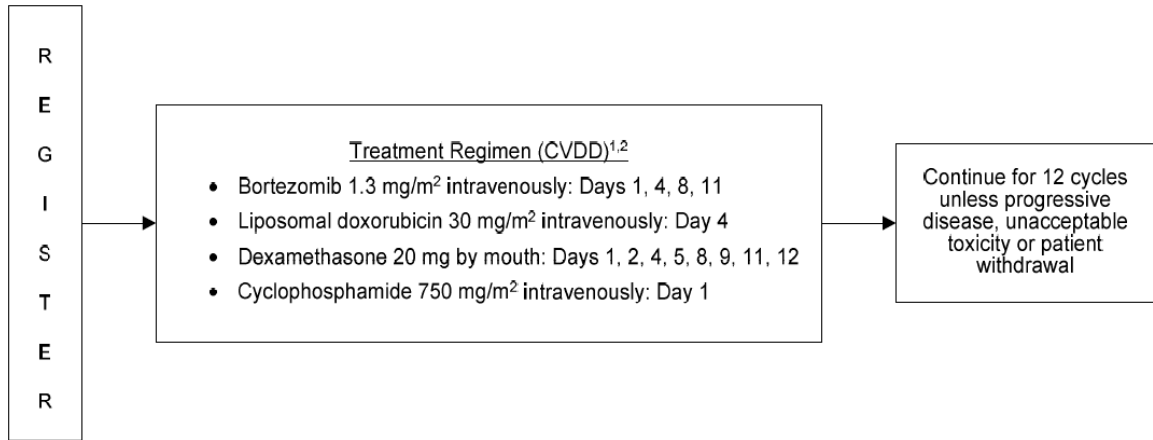 R
E
G
I
S
T
E
R
Treatment Regimen (CVDD)1,2
• Bortezomib 1.3 mg/m2 intravenously: Days 1, 4, 8, 11
• Liposomal doxorubicin 30 mg/m2 intravenously: Day 4
• Dexamethasone 20 mg by mouth: Days 1, 2, 4, 5, 8, 9, 11, 12
• Cyclophosphamide 750 mg/m2 intravenously: Day 1
Continue for 12 cycles
unless progressive
disease, unacceptable
toxicity or patient
withdrawal